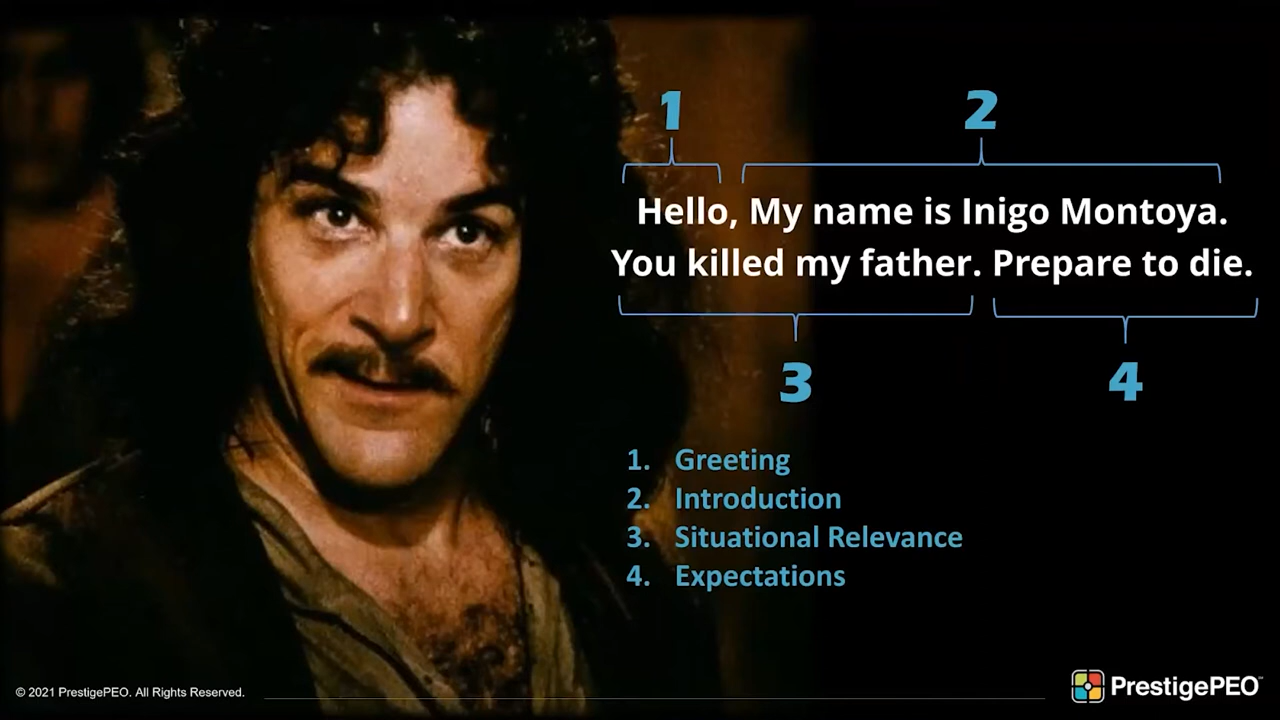 1
2
Hello, My name is Inigo Montoya.
You killed my father. Prepare to die.
3
4
1. Greeting
2. Introduction
3. Situational Relevance
4. Expectations
© 2021 PrestigePEO. All Rights Reserved.
PrestigePEO™